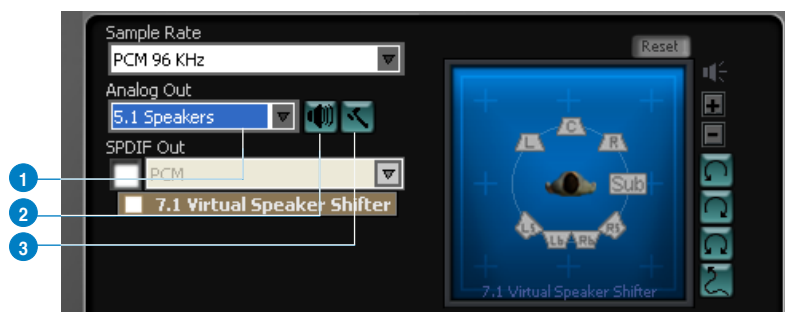 Sample Rate
PCM 96 KHz
Analog Out
5.1 Speakers
SPDIF Out
PCM
7.1 Virtual Speaker Shifter
1
2
3
Reset
C
L
R
Sub
Ls
Lb
Rb
Rs
7.1 Virtual Speaker Shifter